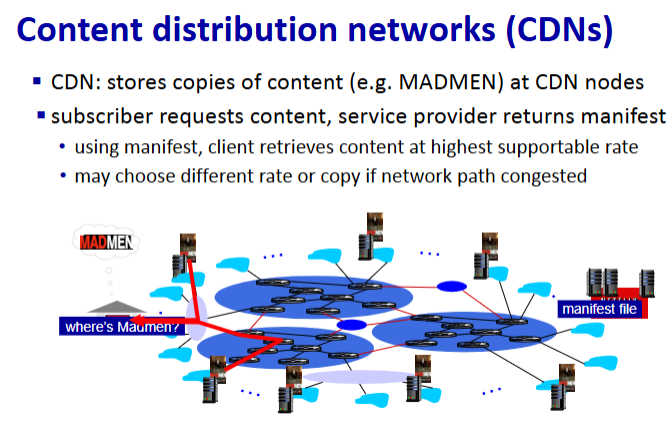 Content distribution networks (CDNs)
▪ CDN: stores copies of content (e.g. MADMEN) at CDN nodes
▪ subscriber requests content, service provider returns manifest
• using manifest, client retrieves content at highest supportable rate
• may choose different rate or copy if network path congested
MADMEN
...
...
where's Madmen?
manifest file
...
...